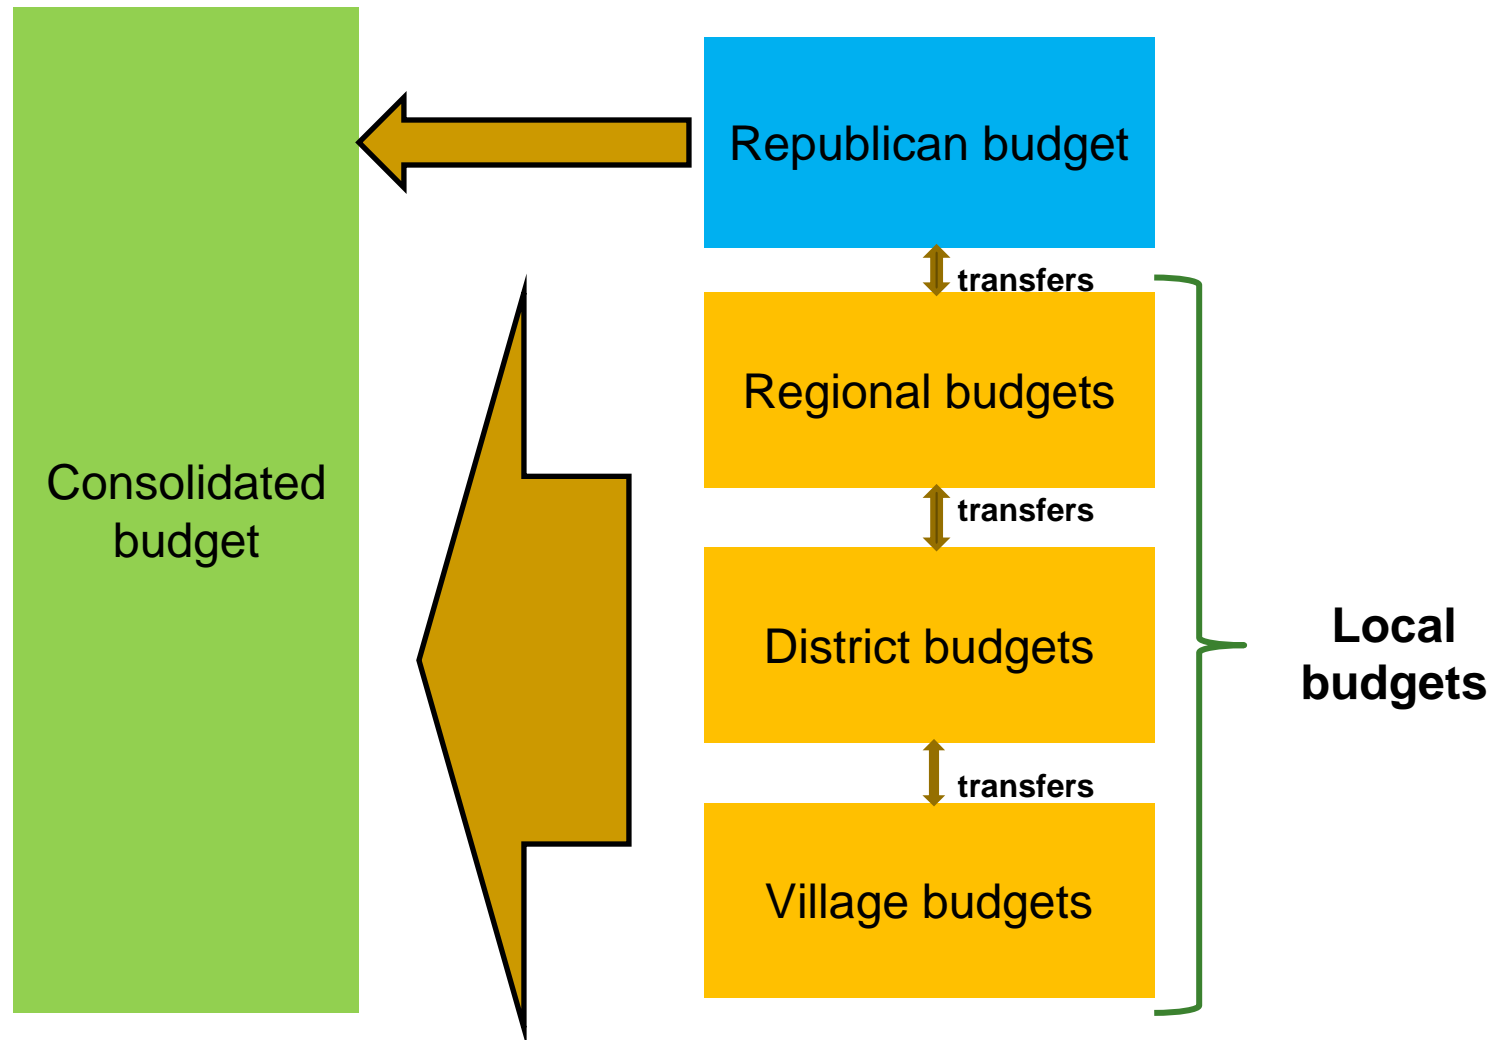 Republican budget
transfers
Regional budgets
Consolidated
budget
transfers
District budgets
Local
budgets
transfers
Village budgets